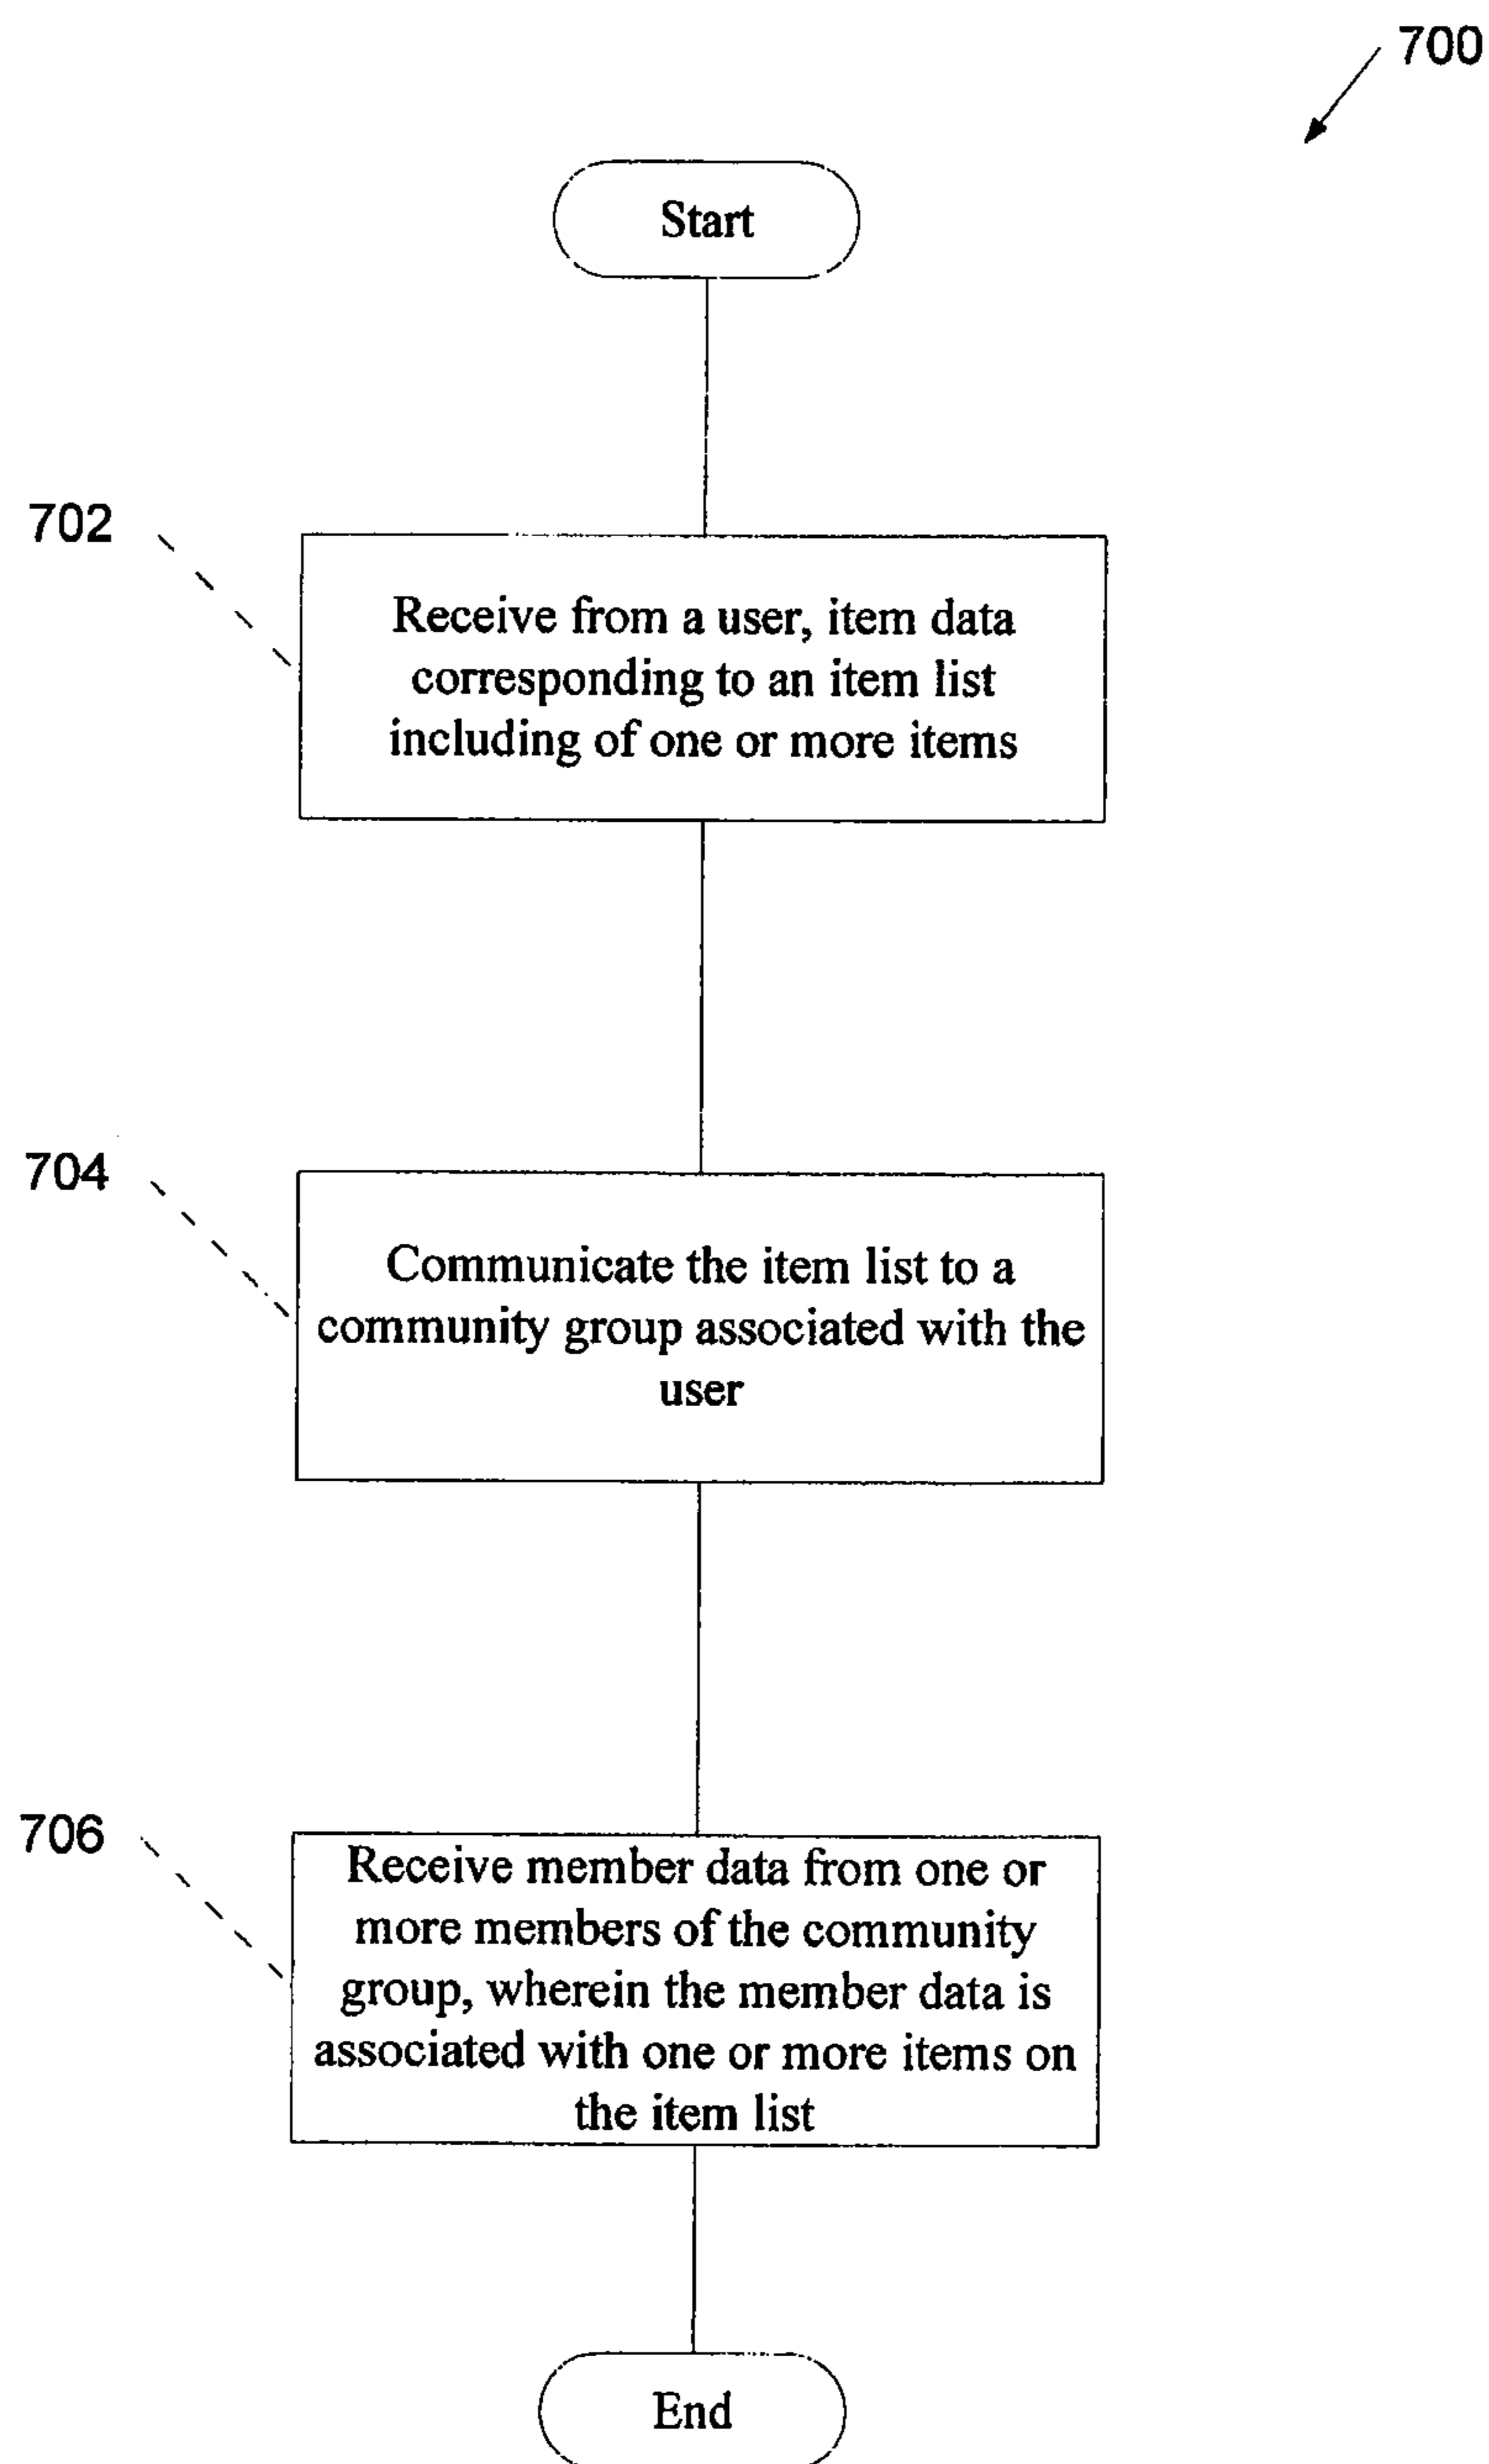 700
Start
702
Receive from a user, item data
corresponding to an item list
including of one or more items
704
Communicate the item list to a
community group associated with the
user
706
Receive member data from one or
more members of the community
group, wherein the member data is
associated with one or more items on
the item list
End